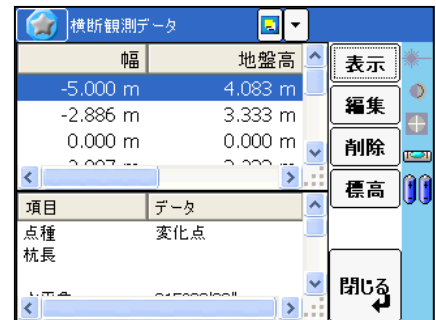 横断観測データ
幅 地盤高
-5.000 m 4.083 m
-2.886 m 3.333 m
0.000 m 0.000 m
表示
編集
削除
標高
項目 データ
点種 変化点
杭長
閉じる